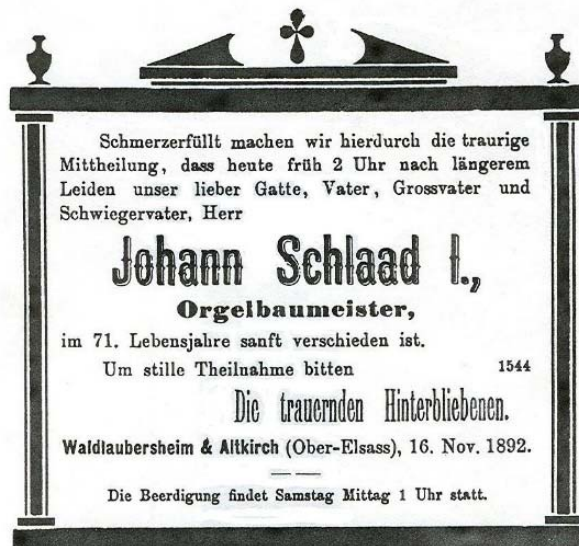 Schmerzerfüllt machen wir hierdurch die traurige
Mittheilung, dass heute früh 2 Uhr nach längerem
Leiden unser lieber Gatte, Vater, Grossvater und
Schwiegervater, Herr
Johann Schlaad I.,
Orgelbaumeister,
im 71. Lebensjahre sanft verschieden ist.
Um stille Theilnahme bitten 1544
Die trauernden Hinterbliebenen.
Waldlaubersheim & Altkirch (Ober-Elsass), 16. Nov. 1892.
Die Beerdigung findet Samstag Mittag 1 Uhr statt.